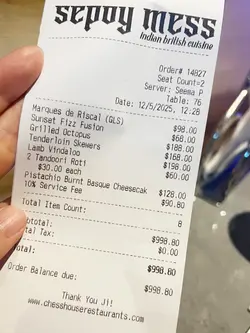 sepoy mess
indian british cuisine
Order# 14827
Seat Count=2
Server: Seema P
Table: 76
Date: 12/5/2025, 12:28
Marques de Riscal (GLS) $98.00
Sunset Fizz Fusion $68.00
Grilled Octopus $188.00
Tenderloin Skewers $168.00
Lamb Vindaloo $198.00
2 Tandoori Roti $60.00
$30.00 each
Pistachio Burnt Basque Cheesecak $128.00
10% Service Fee $90.80
Total Item Count: 8
btotal: $998.80
tal Tax: $0.00
$998.80
Order Balance due: $998.80
Thank You Ji!
www.chesshouserestaurants.com